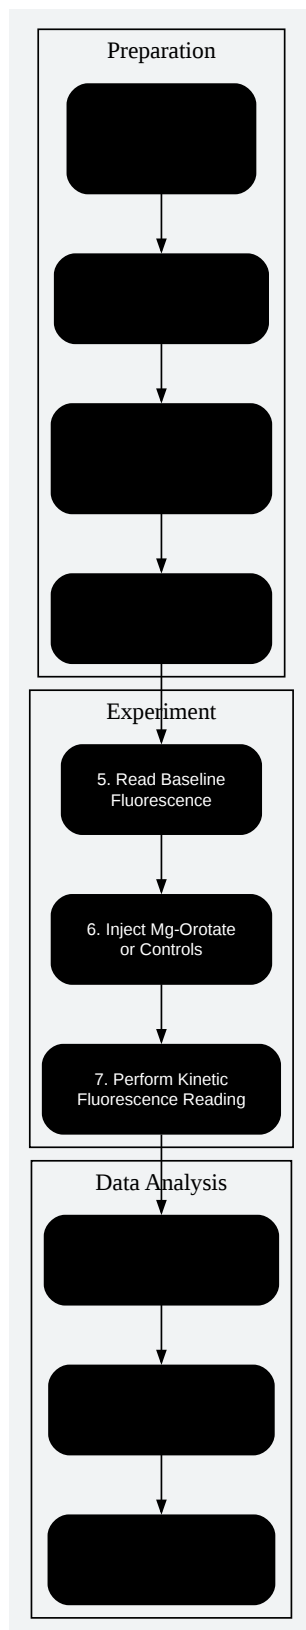 Preparation
Experiment
5. Read Baseline
Fluorescence
6. Inject Mg-Orotate
or Controls
7. Perform Kinetic
Fluorescence Reading
Data Analysis